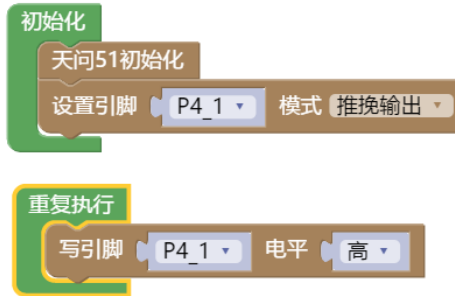 初始化
天问51初始化
设置引脚 P4_1 模式 推挽输出
重复执行
写引脚 P4_1 电平 高